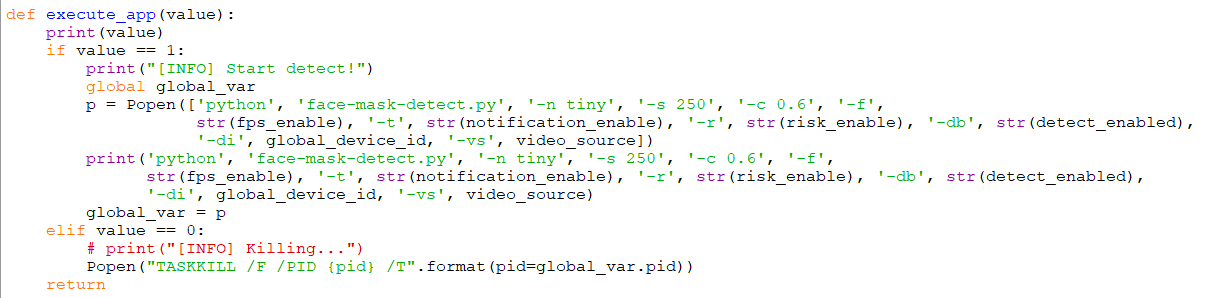 def execute_app(value):
    print(value)
    if value == 1:
        print("[INFO] Start detect!")
        global global_var
        p = Popen(['python', 'face-mask-detect.py', '-n tiny', '-s 250', '-c 0.6', '-f',
                   str(fps_enable), '-t', str(notification_enable), '-r', str(risk_enable), '-db', str(detect_enabled),
                   '-di', global_device_id, '-vs', video_source])
        print('python', 'face-mask-detect.py', '-n tiny', '-s 250', '-c 0.6', '-f',
              str(fps_enable), '-t', str(notification_enable), '-r', str(risk_enable), '-db', str(detect_enabled),
              '-di', global_device_id, '-vs', video_source)
        global_var = p
    elif value == 0:
        # print("[INFO] Killing...")
        Popen("TASKKILL /F /PID {pid} /T".format(pid=global_var.pid))
    return